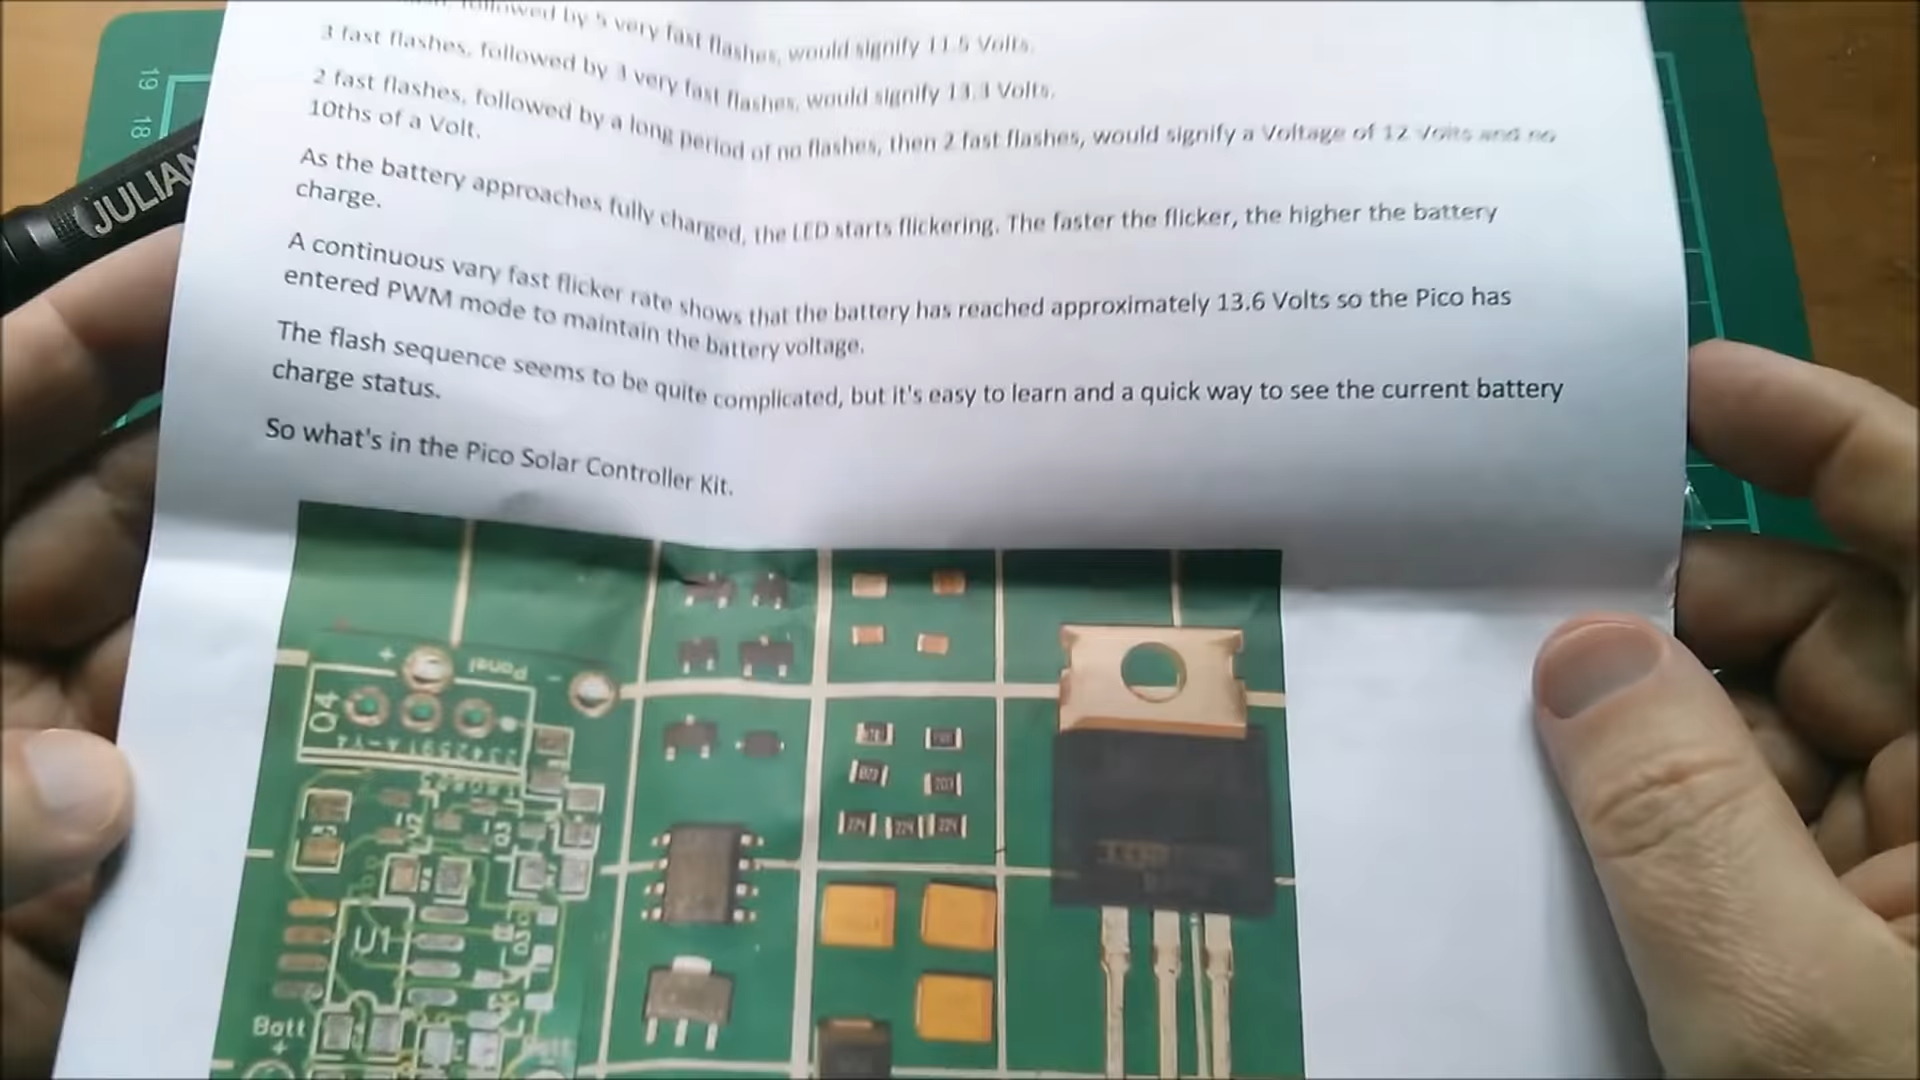 followed by 5 very fast flashes, would signify 11.5 Volts.
3 fast flashes, followed by 3 very fast flashes, would signify 13.3 Volts.
2 fast flashes, followed by a long period of no flashes, then 2 fast flashes, would signify a Voltage of 12 Volts and no
10ths of a Volt.
As the battery approaches fully charged, the LED starts flickering. The faster the flicker, the higher the battery
charge.
A continuous vary fast flicker rate shows that the battery has reached approximately 13.6 Volts so the Pico has
entered PWM mode to maintain the battery voltage.
The flash sequence seems to be quite complicated, but it's easy to learn and a quick way to see the current battery
charge status.
So what's in the Pico Solar Controller Kit.
19
18
JULIAN
+ Panel -
Q4
U1
Batt
+
203
224 224 224